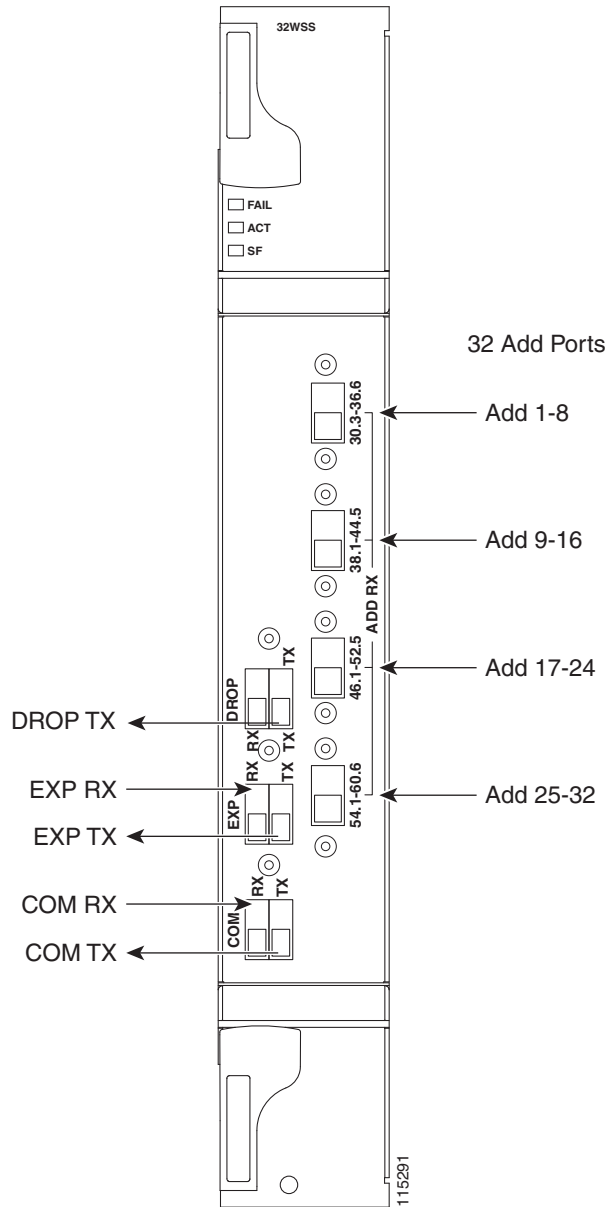 32WSS
FAIL
ACT
SF
32 Add Ports
30.3-36.6
Add 1-8
38.1-44.5
Add 9-16
ADD RX
46.1-52.5
Add 17-24
54.1-60.6
Add 25-32
TX
DROP
DROP TX
RX
TX
RX
EXP RX
EXP
EXP TX
RX
TX
COM RX
COM
COM TX
115291